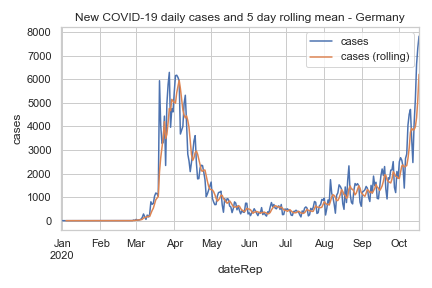 New COVID-19 daily cases and 5 day rolling mean - Germany
cases
cases (rolling)
8000
7000
6000
5000
4000
3000
2000
1000
0
cases
Jan Feb Mar Apr May Jun Jul Aug Sep Oct
2020
dateRep